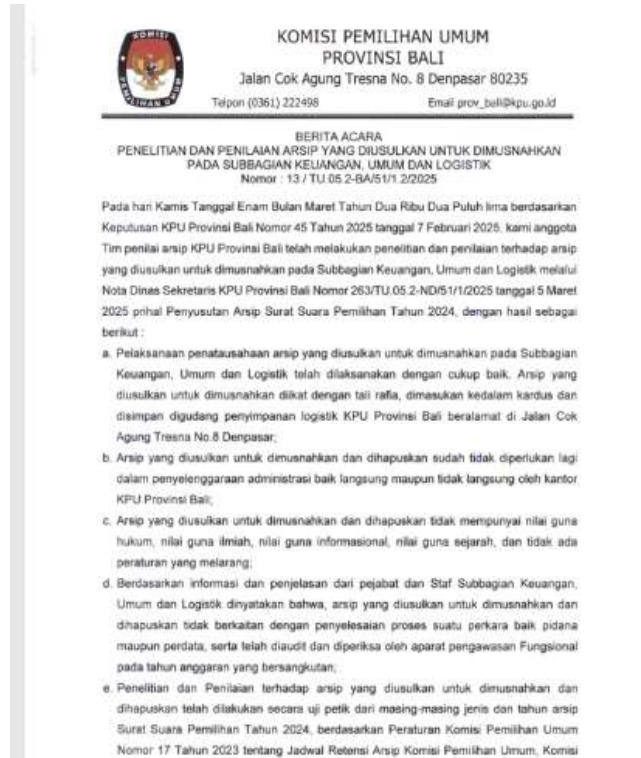 KOMISI
PEMILIHAN UMUM
KOMISI PEMILIHAN UMUM
PROVINSI BALI
Jalan Cok Agung Tresna No. 8 Denpasar 80235
Telpon (0361) 222498 Email prov_bali@kpu.go.id
BERITA ACARA
PENELITIAN DAN PENILAIAN ARSIP YANG DIUSULKAN UNTUK DIMUSNAHKAN
PADA SUBBAGIAN KEUANGAN, UMUM DAN LOGISTIK
Nomor : 13 / TU.05.2-BA/51/1.2/2025
Pada hari Kamis Tanggal Enam Bulan Maret Tahun Dua Ribu Dua Puluh lima berdasarkan
Keputusan KPU Provinsi Bali Nomor 45 Tahun 2025 tanggal 7 Februari 2025, kami anggota
Tim penilai arsip KPU Provinsi Bali telah melakukan penelitian dan penilaian terhadap arsip
yang diusulkan untuk dimusnahkan pada Subbagian Keuangan, Umum dan Logistik melalui
Nota Dinas Sekretaris KPU Provinsi Bali Nomor 263/TU.05.2-ND/51/1/2025 tanggal 5 Maret
2025 prihal Penyusutan Arsip Surat Suara Pemilihan Tahun 2024, dengan hasil sebagai
berikut :
a. Pelaksanaan penatausahaan arsip yang diusulkan untuk dimusnahkan pada Subbagian
Keuangan, Umum dan Logistik telah dilaksanakan dengan cukup baik. Arsip yang
diusulkan untuk dimusnahkan diikat dengan tali rafia, dimasukan kedalam kardus dan
disimpan digudang penyimpanan logistik KPU Provinsi Bali beralamat di Jalan Cok
Agung Tresna No.8 Denpasar;
b. Arsip yang diusulkan untuk dimusnahkan dan dihapuskan sudah tidak diperlukan lagi
dalam penyelenggaraan administrasi baik langsung maupun tidak langsung oleh kantor
KPU Provinsi Bali;
c. Arsip yang diusulkan untuk dimusnahkan dan dihapuskan tidak mempunyai nilai guna
hukum, nilai guna ilmiah, nilai guna informasional, nilai guna sejarah, dan tidak ada
peraturan yang melarang;
d. Berdasarkan informasi dan penjelasan dari pejabat dan Staf Subbagian Keuangan,
Umum dan Logistik dinyatakan bahwa, arsip yang diusulkan untuk dimusnahkan dan
dihapuskan tidak berkaitan dengan penyelesaian proses suatu perkara baik pidana
maupun perdata, serta telah diaudit dan diperiksa oleh aparat pengawasan Fungsional
pada tahun anggaran yang bersangkutan;
e. Penelitian dan Penilaian terhadap arsip yang diusulkan untuk dimusnahkan dan
dihapuskan telah dilakukan secara uji petik dari masing-masing jenis dan tahun arsip
Surat Suara Pemilihan Tahun 2024, berdasarkan Peraturan Komisi Pemilihan Umum
Nomor 17 Tahun 2023 tentang Jadwal Retensi Arsip Komisi Pemilihan Umum, Komisi